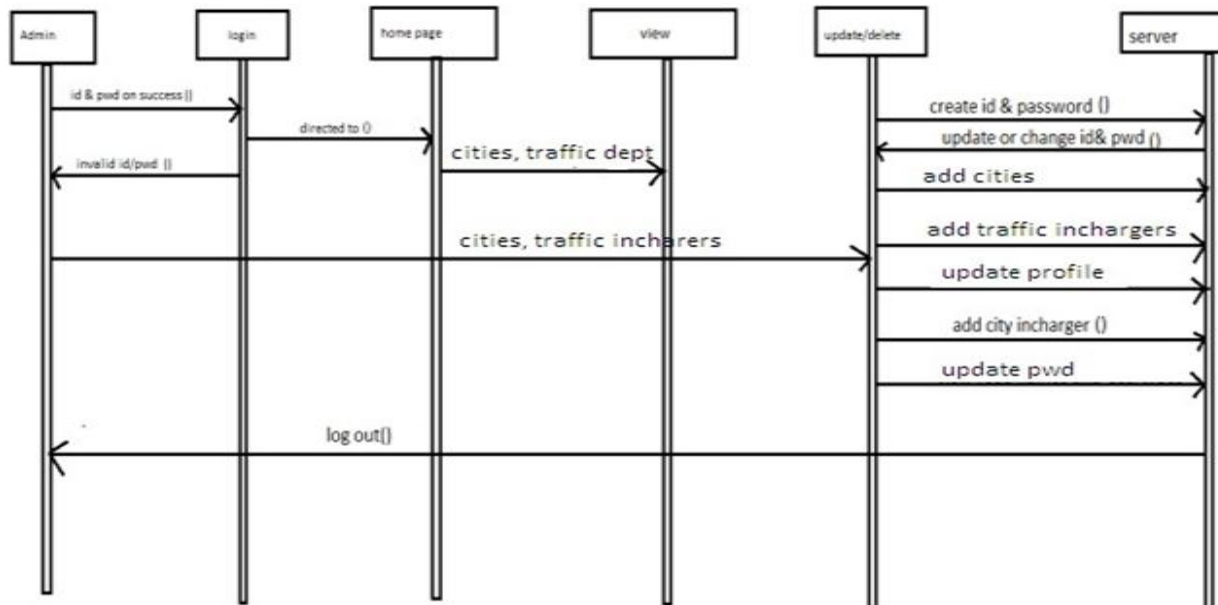 Admin
login
home page
view
update/delete
server
id & pwd on success ()
create id & password ()
directed to ()
update or change id& pwd ()
invalid id/pwd ()
cities, traffic dept
add cities
cities, traffic incharers
add traffic inchargers
update profile
add city incharger ()
update pwd
log out()